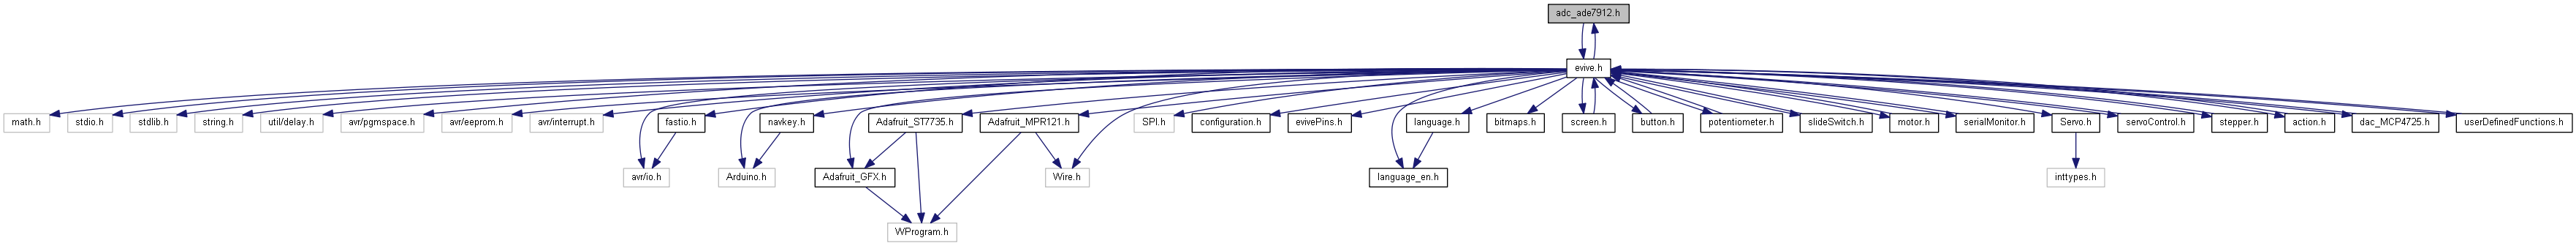 adc_ade7912.h
evive.h
math.h
stdio.h
stdlib.h
string.h
util/delay.h
avr/pgmspace.h
avr/eeprom.h
avr/interrupt.h
fastio.h
navkey.h
Adafruit_ST7735.h
Adafruit_MPR121.h
SPI.h
configuration.h
evivePins.h
language.h
bitmaps.h
screen.h
button.h
potentiometer.h
slideSwitch.h
motor.h
serialMonitor.h
Servo.h
servoControl.h
stepper.h
action.h
dac_MCP4725.h
userDefinedFunctions.h
avr/io.h
Arduino.h
Adafruit_GFX.h
Wire.h
language_en.h
inttypes.h
WProgram.h